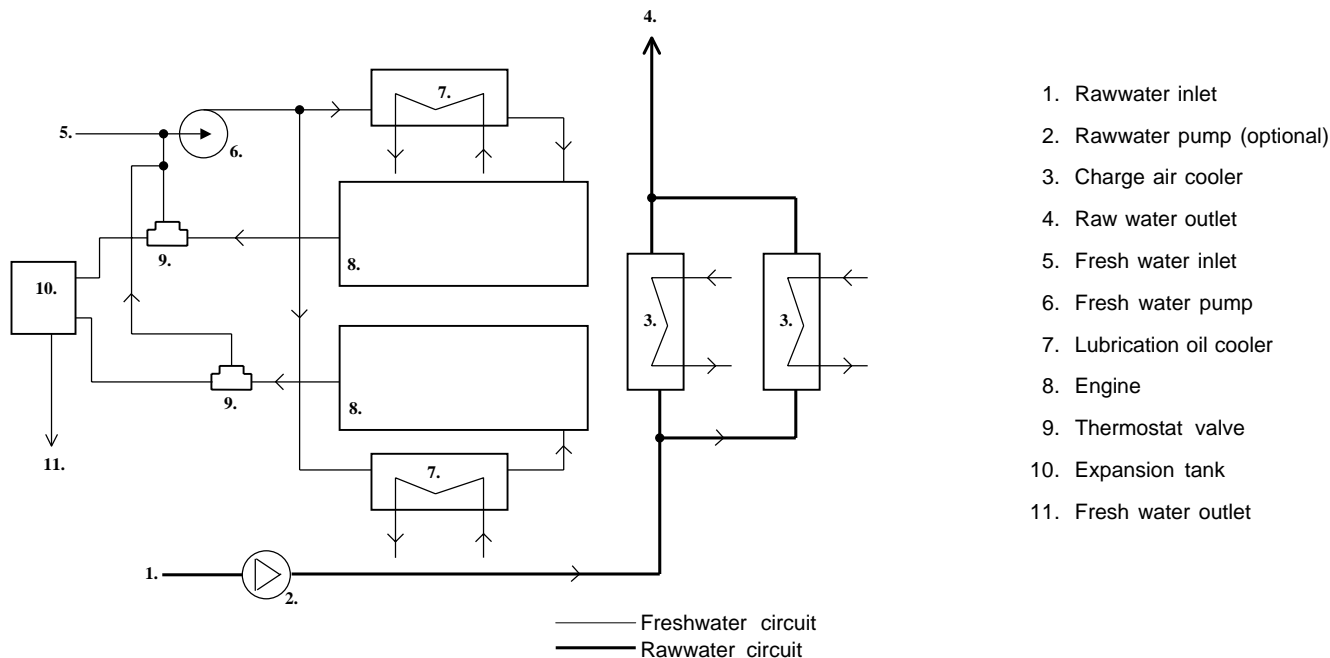 4.
7.
5.
6.
9.
8.
10.
3.
3.
9.
8.
11.
7.
1.
2.
Freshwater circuit
Rawwater circuit
1. Rawwater inlet
2. Rawwater pump (optional)
3. Charge air cooler
4. Raw water outlet
5. Fresh water inlet
6. Fresh water pump
7. Lubrication oil cooler
8. Engine
9. Thermostat valve
10. Expansion tank
11. Fresh water outlet